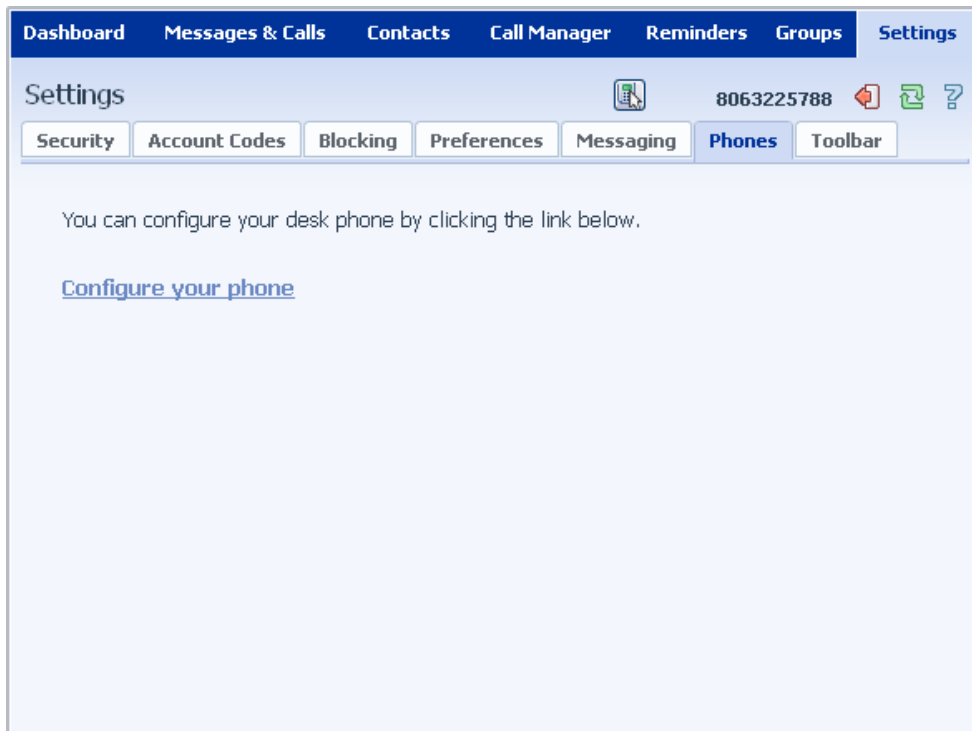 Dashboard Messages & Calls Contacts Call Manager Reminders Groups Settings
Settings 8063225788
Security Account Codes Blocking Preferences Messaging Phones Toolbar
You can configure your desk phone by clicking the link below.
Configure your phone